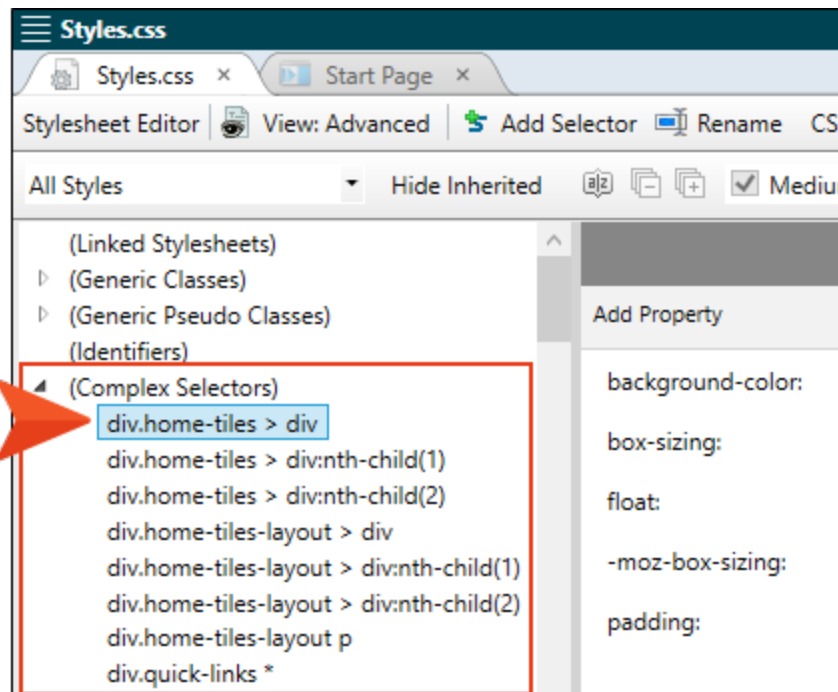 Styles.css
Styles.css × Start Page ×
Stylesheet Editor View: Advanced Add Selector Rename CS
All Styles Hide Inherited a|z Mediu
(Linked Stylesheets)
(Generic Classes)
(Generic Pseudo Classes)
(Identifiers)
(Complex Selectors)
div.home-tiles > div
div.home-tiles > div:nth-child(1)
div.home-tiles > div:nth-child(2)
div.home-tiles-layout > div
div.home-tiles-layout > div:nth-child(1)
div.home-tiles-layout > div:nth-child(2)
div.home-tiles-layout p
div.quick-links *
Add Property
background-color:
box-sizing:
float:
-moz-box-sizing:
padding: